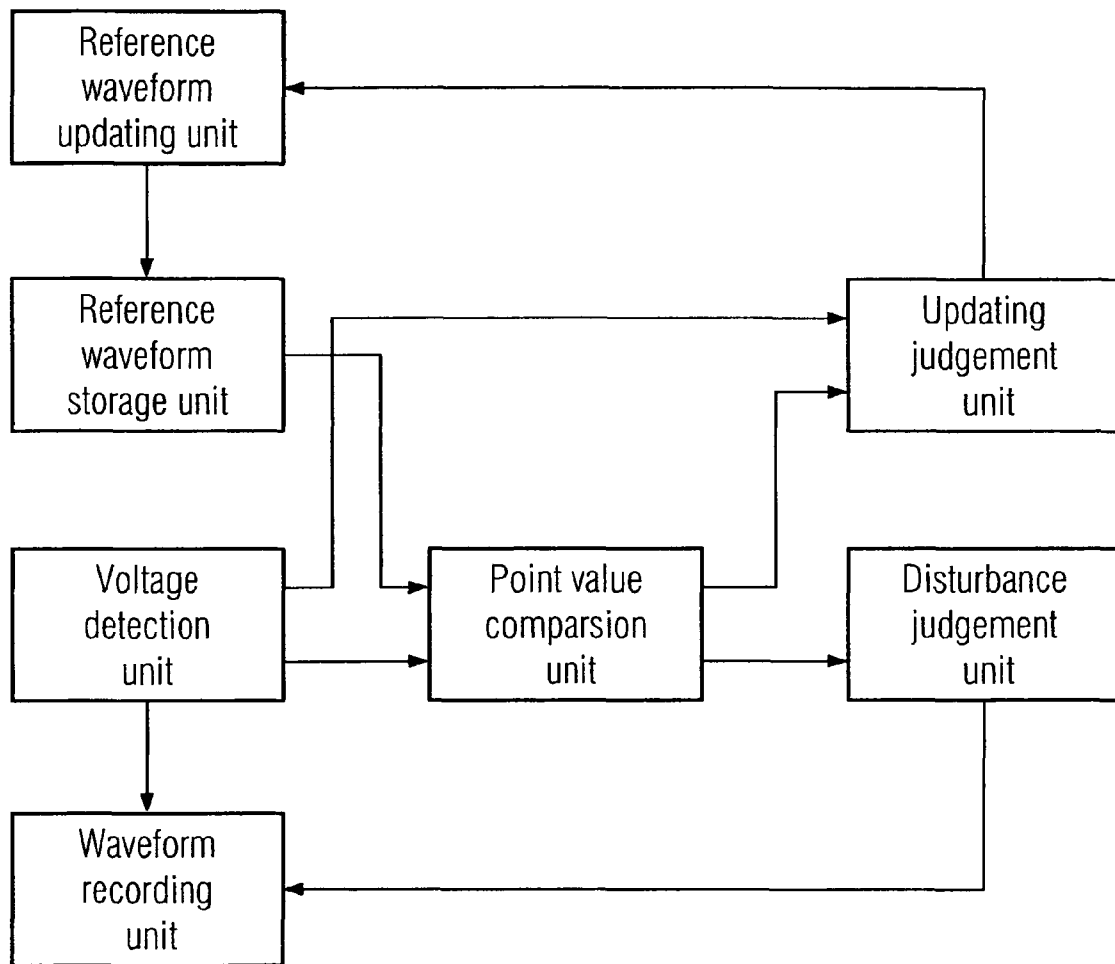 Reference
waveform
updating unit
Reference
waveform
storage unit
Updating
judgement
unit
Voltage
detection
unit
Point value
comparsion
unit
Disturbance
judgement
unit
Waveform
recording
unit